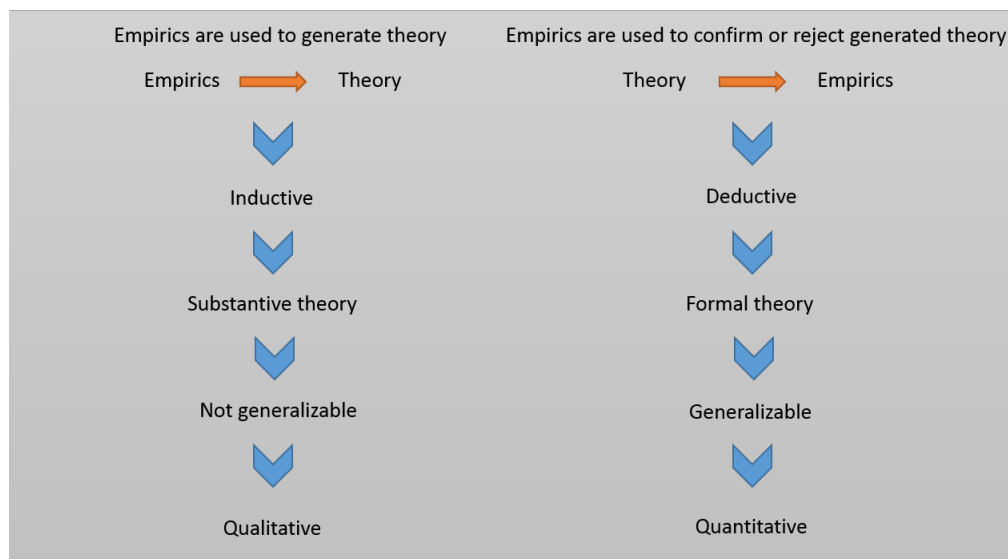 Empirics are used to generate theory
Empirics Theory
Inductive
Substantive theory
Not generalizable
Qualitative
Empirics are used to confirm or reject generated theory
Theory Empirics
Deductive
Formal theory
Generalizable
Quantitative